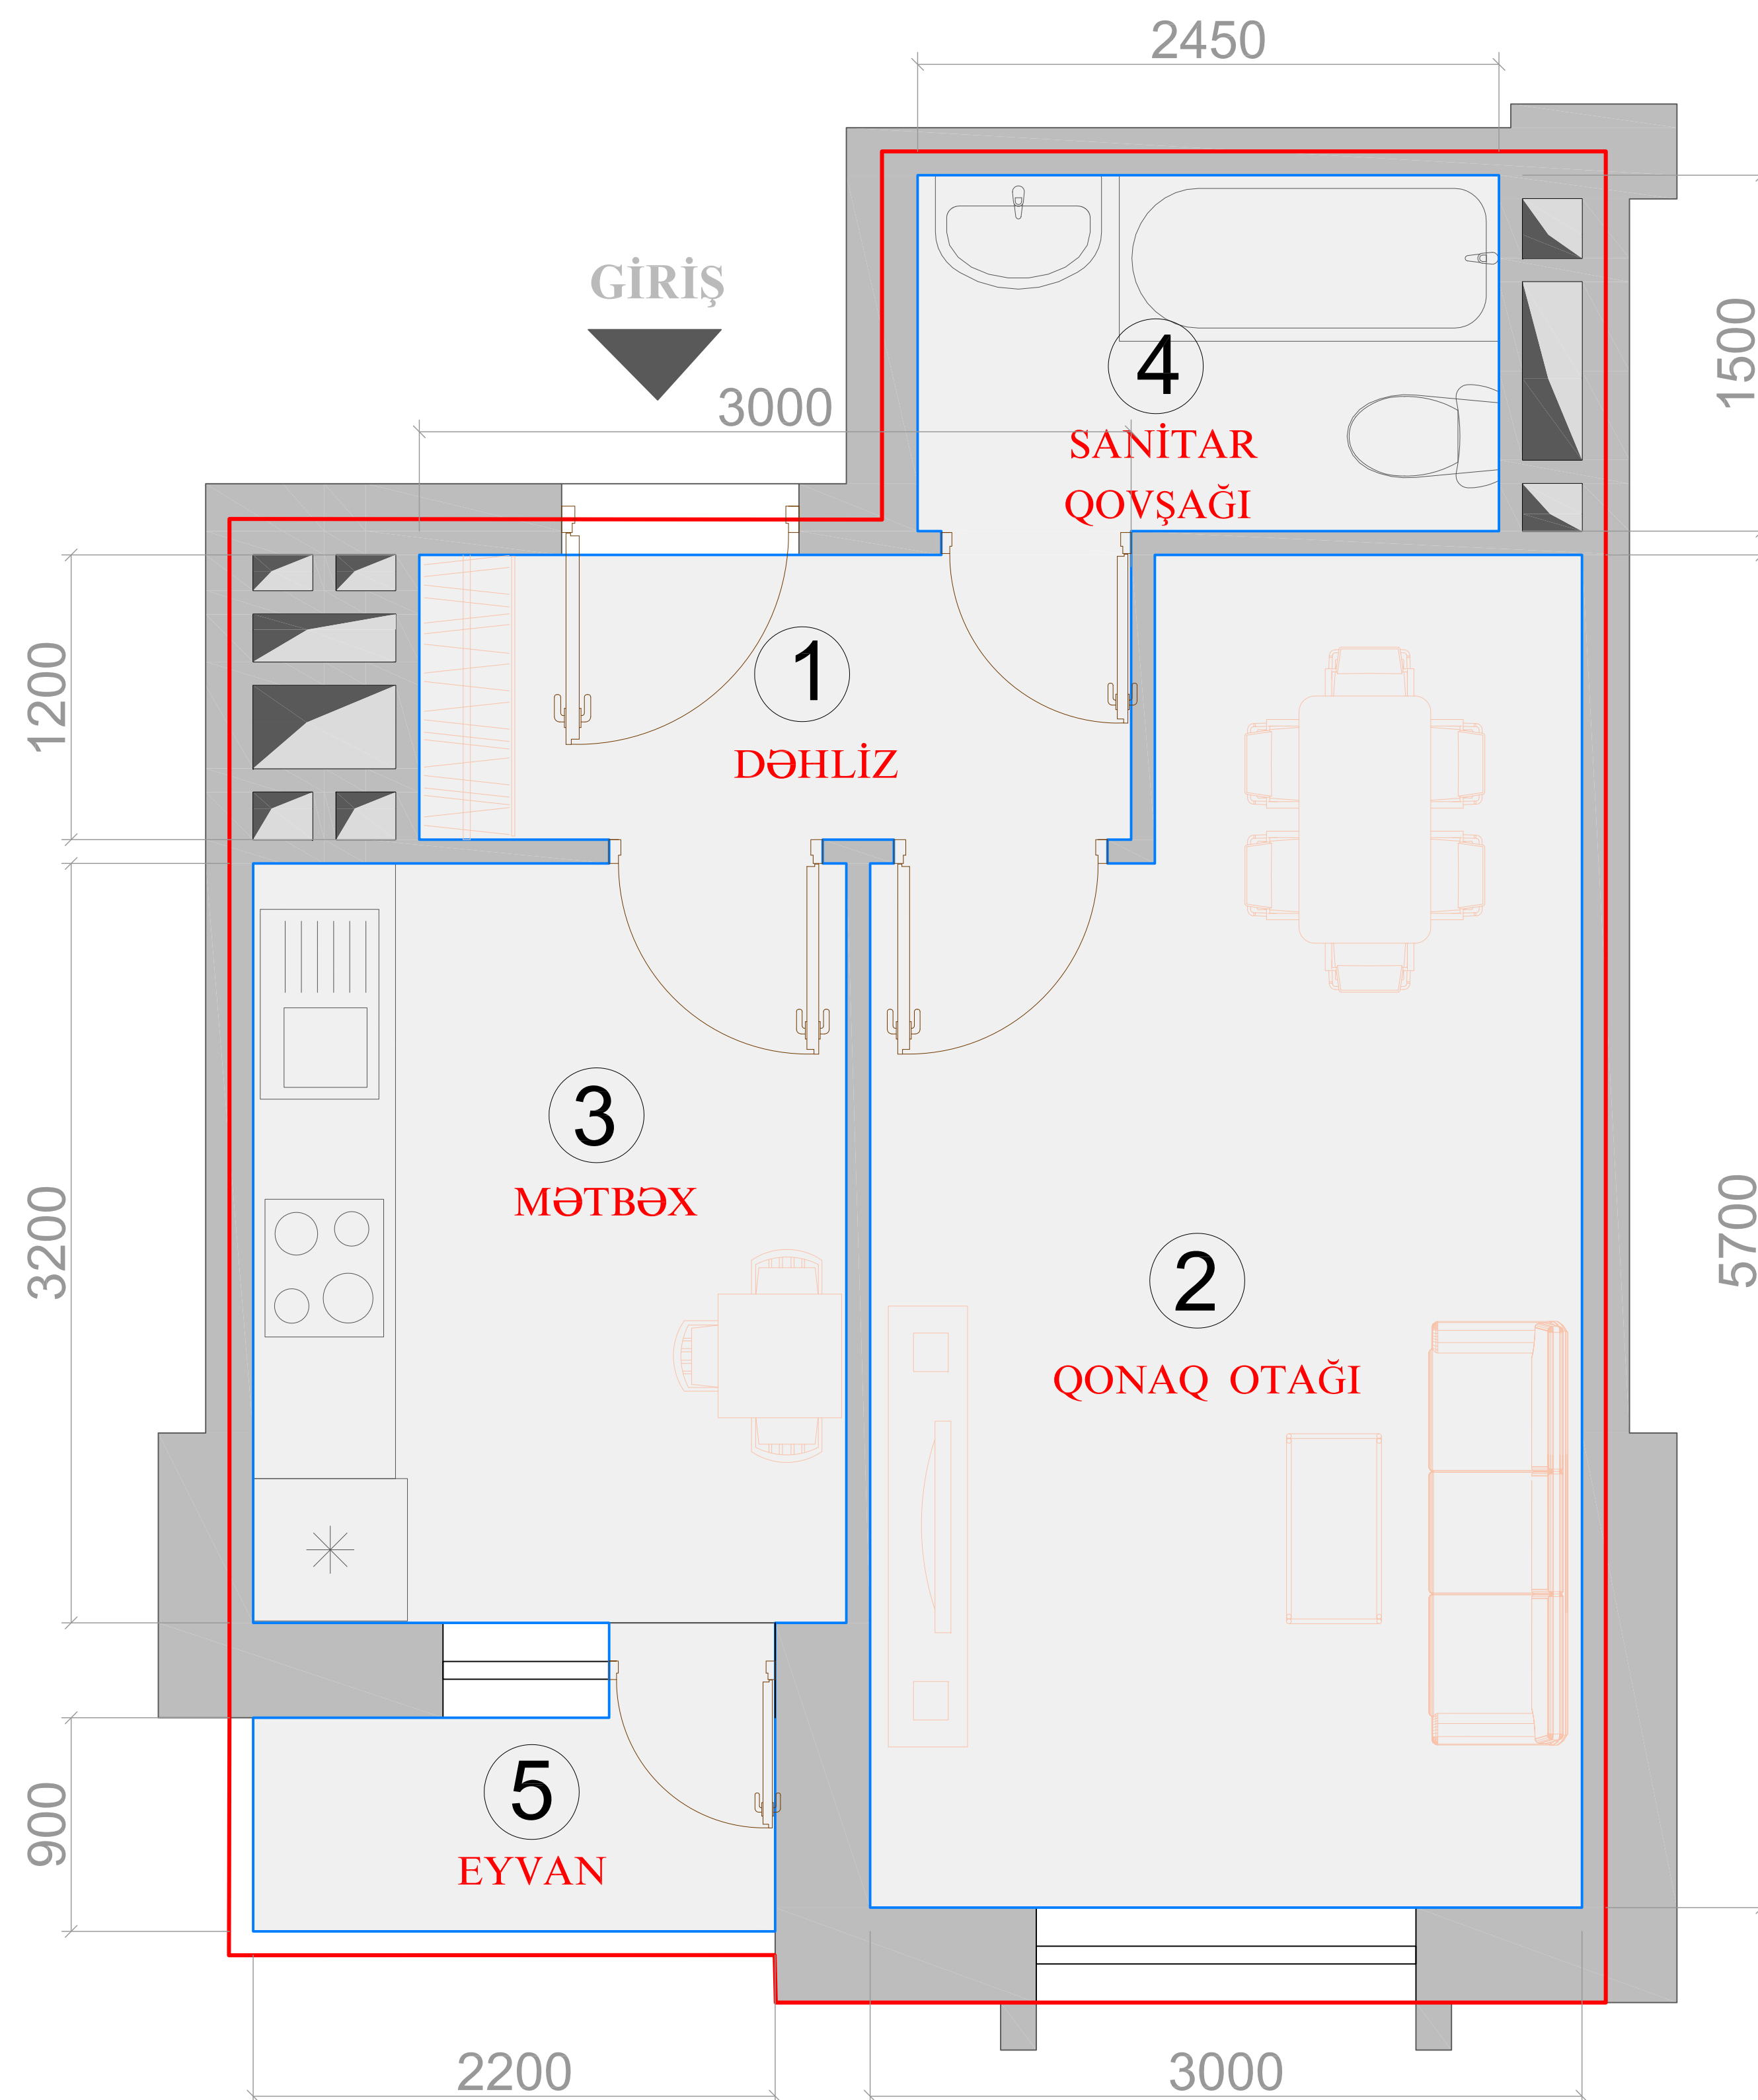 2450
GİRİŞ
3000
1500
4
SANİTAR
QOVŞAĞI
1200
1
DƏHLİZ
3
MƏTBƏX
3200
5700
2
QONAQ OTAĞI
5
EYVAN
900
2200
3000